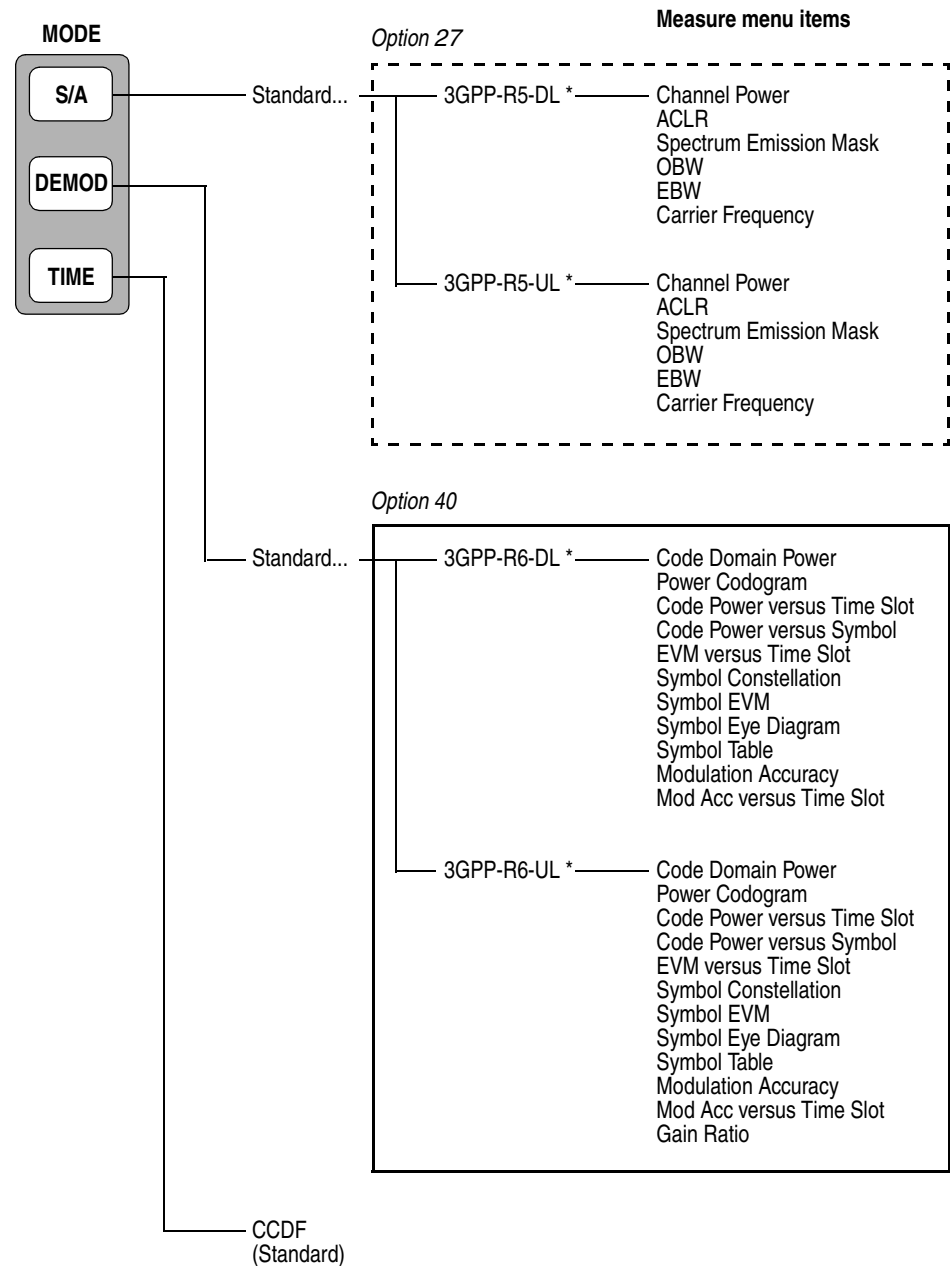 Measure menu items
MODE
Option 27
S/A
Standard...
3GPP-R5-DL *
Channel Power
ACLR
Spectrum Emission Mask
OBW
EBW
Carrier Frequency
DEMOD
TIME
3GPP-R5-UL *
Channel Power
ACLR
Spectrum Emission Mask
OBW
EBW
Carrier Frequency
Option 40
Standard...
3GPP-R6-DL *
Code Domain Power
Power Codogram
Code Power versus Time Slot
Code Power versus Symbol
EVM versus Time Slot
Symbol Constellation
Symbol EVM
Symbol Eye Diagram
Symbol Table
Modulation Accuracy
Mod Acc versus Time Slot
3GPP-R6-UL *
Code Domain Power
Power Codogram
Code Power versus Time Slot
Code Power versus Symbol
EVM versus Time Slot
Symbol Constellation
Symbol EVM
Symbol Eye Diagram
Symbol Table
Modulation Accuracy
Mod Acc versus Time Slot
Gain Ratio
CCDF
(Standard)